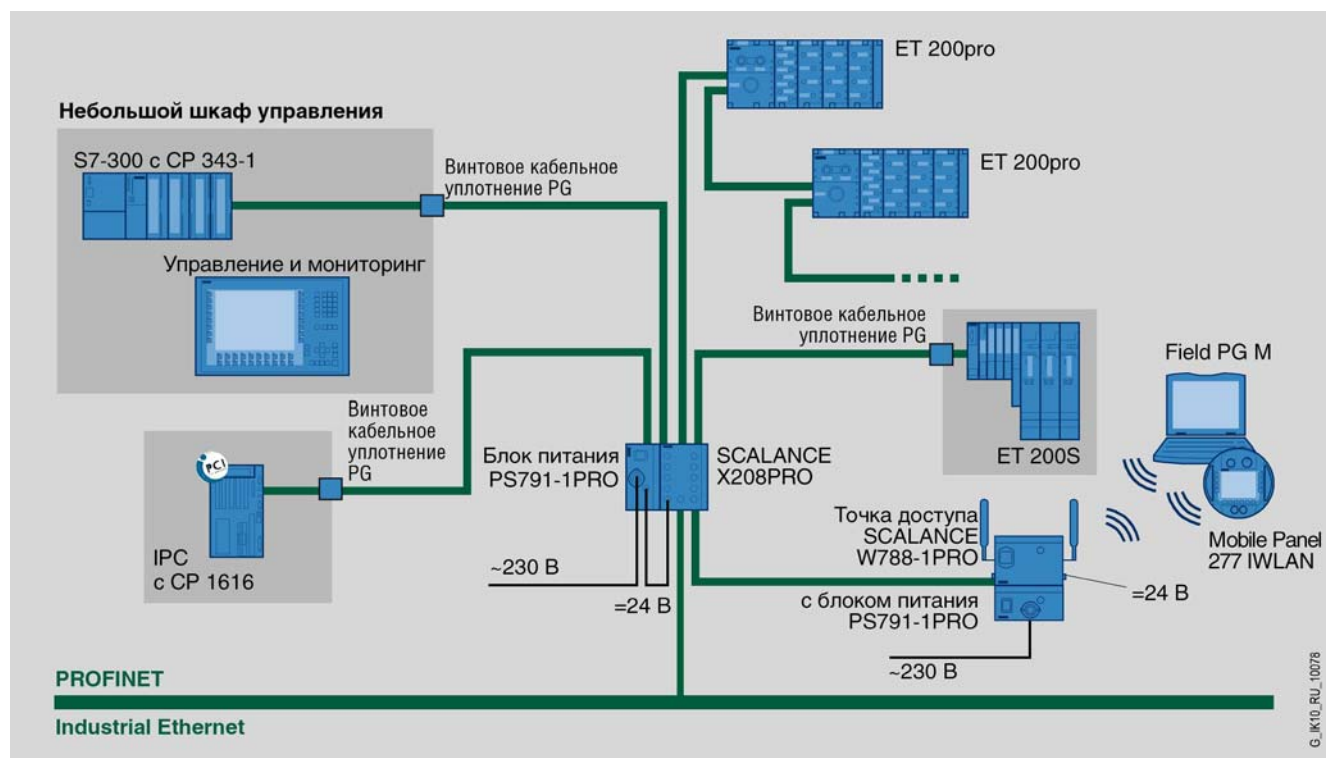 ET 200pro
Небольшой шкаф управления
S7-300 с CP 343-1
Винтовое кабельное
уплотнение PG
ET 200pro
Управление и мониторинг
Винтовое кабельное
уплотнение PG
Field PG M
Винтовое
кабельное
уплотнение
PG
PCI
Блок питания
PS791-1PRO
SCALANCE
X208PRO
ET 200S
IPC
с CP 1616
Точка доступа
SCALANCE
W788-1PRO
Mobile Panel
277 IWLAN
~230 В
=24 В
=24 В
с блоком питания
PS791-1PRO
~230 В
PROFINET
Industrial Ethernet
G_IK10_RU_10078